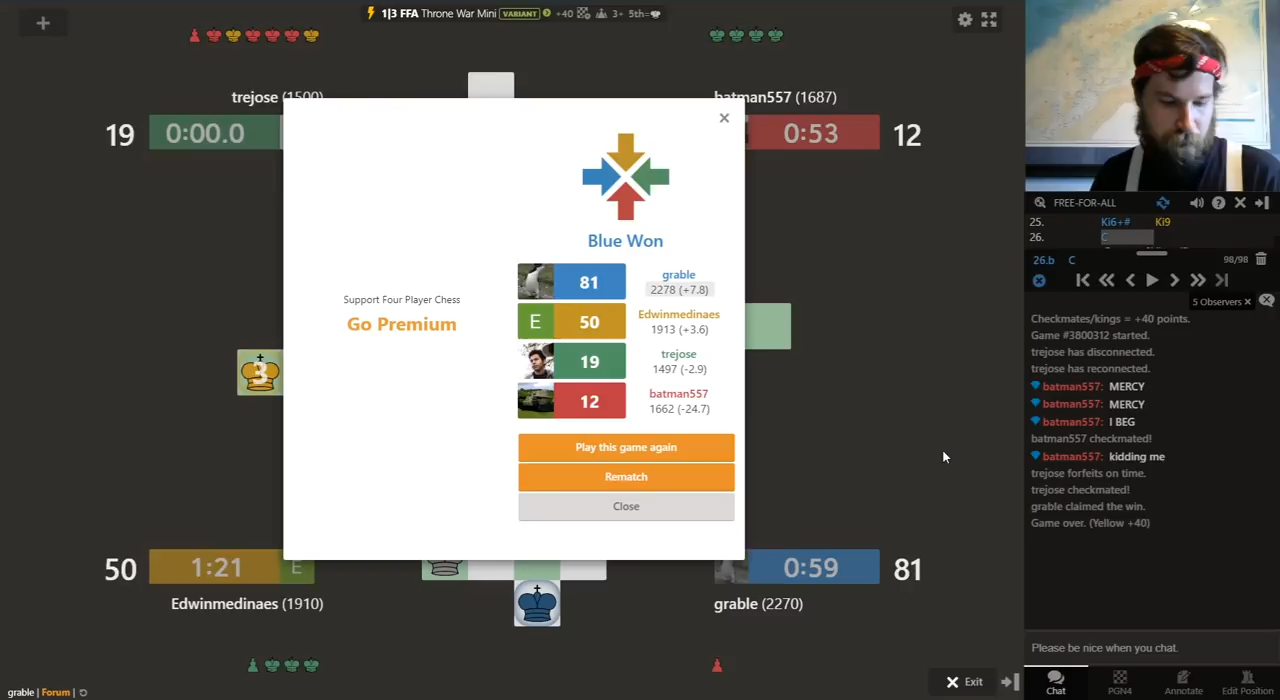 1|3 FFA Throne War Mini VARIANT +40 3+ 5th=
trejose (1500)
batman557 (1687)
19 0:00.0
0:53 12
Blue Won
81 grable
2278 (+7.8)
Support Four Player Chess
Go Premium
E 50 Edwinmedinaes
1913 (+3.6)
19 trejose
1497 (-2.9)
12 batman557
1662 (-24.7)
3
Play this game again
Rematch
Close
50 1:21 E
0:59 81
Edwinmedinaes (1910)
grable (2270)
Exit
grable | Forum |
FREE-FOR-ALL
25. Ki6+# Ki9
26. C
26.b C 98/98
5 Observers ×
Checkmates/kings = +40 points.
Game #3800312 started.
trejose has disconnected.
trejose has reconnected.
batman557: MERCY
batman557: MERCY
batman557: I BEG
batman557 checkmated!
batman557: kidding me
trejose forfeits on time.
trejose checkmated!
grable claimed the win.
Game over. (Yellow +40)
Please be nice when you chat.
Chat PGN4 Annotate Edit Position